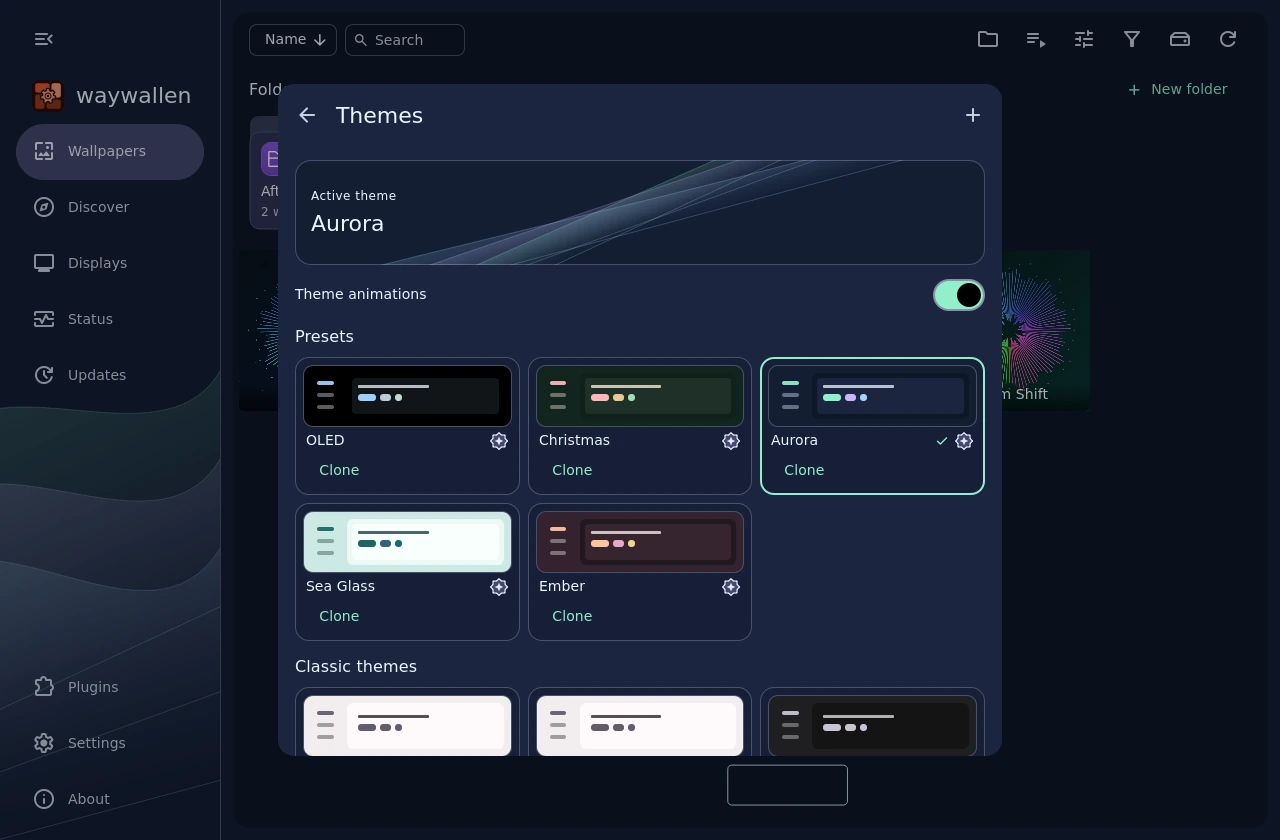 Name
Search
waywallen
Fold
New folder
Wallpapers
Discover
Displays
Status
Updates
Plugins
Settings
About
Aft
2 w
m Shift
Themes
Active theme
Aurora
Theme animations
Presets
OLED
Clone
Christmas
Clone
Aurora
Clone
Sea Glass
Clone
Ember
Clone
Classic themes